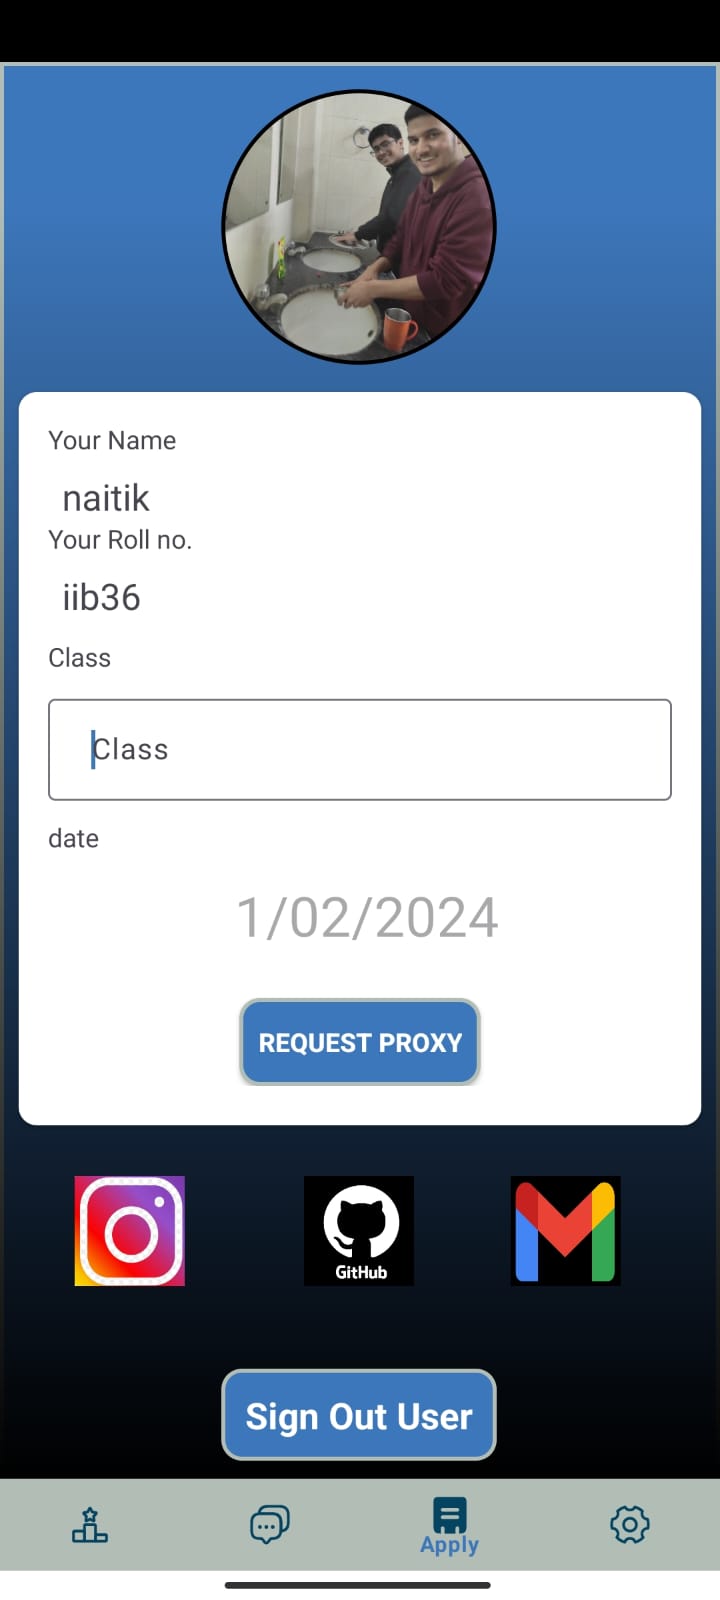 Your Name
naitik
Your Roll no.
iib36
Class
Class
date
1/02/2024
REQUEST PROXY
GitHub
Sign Out User
Apply